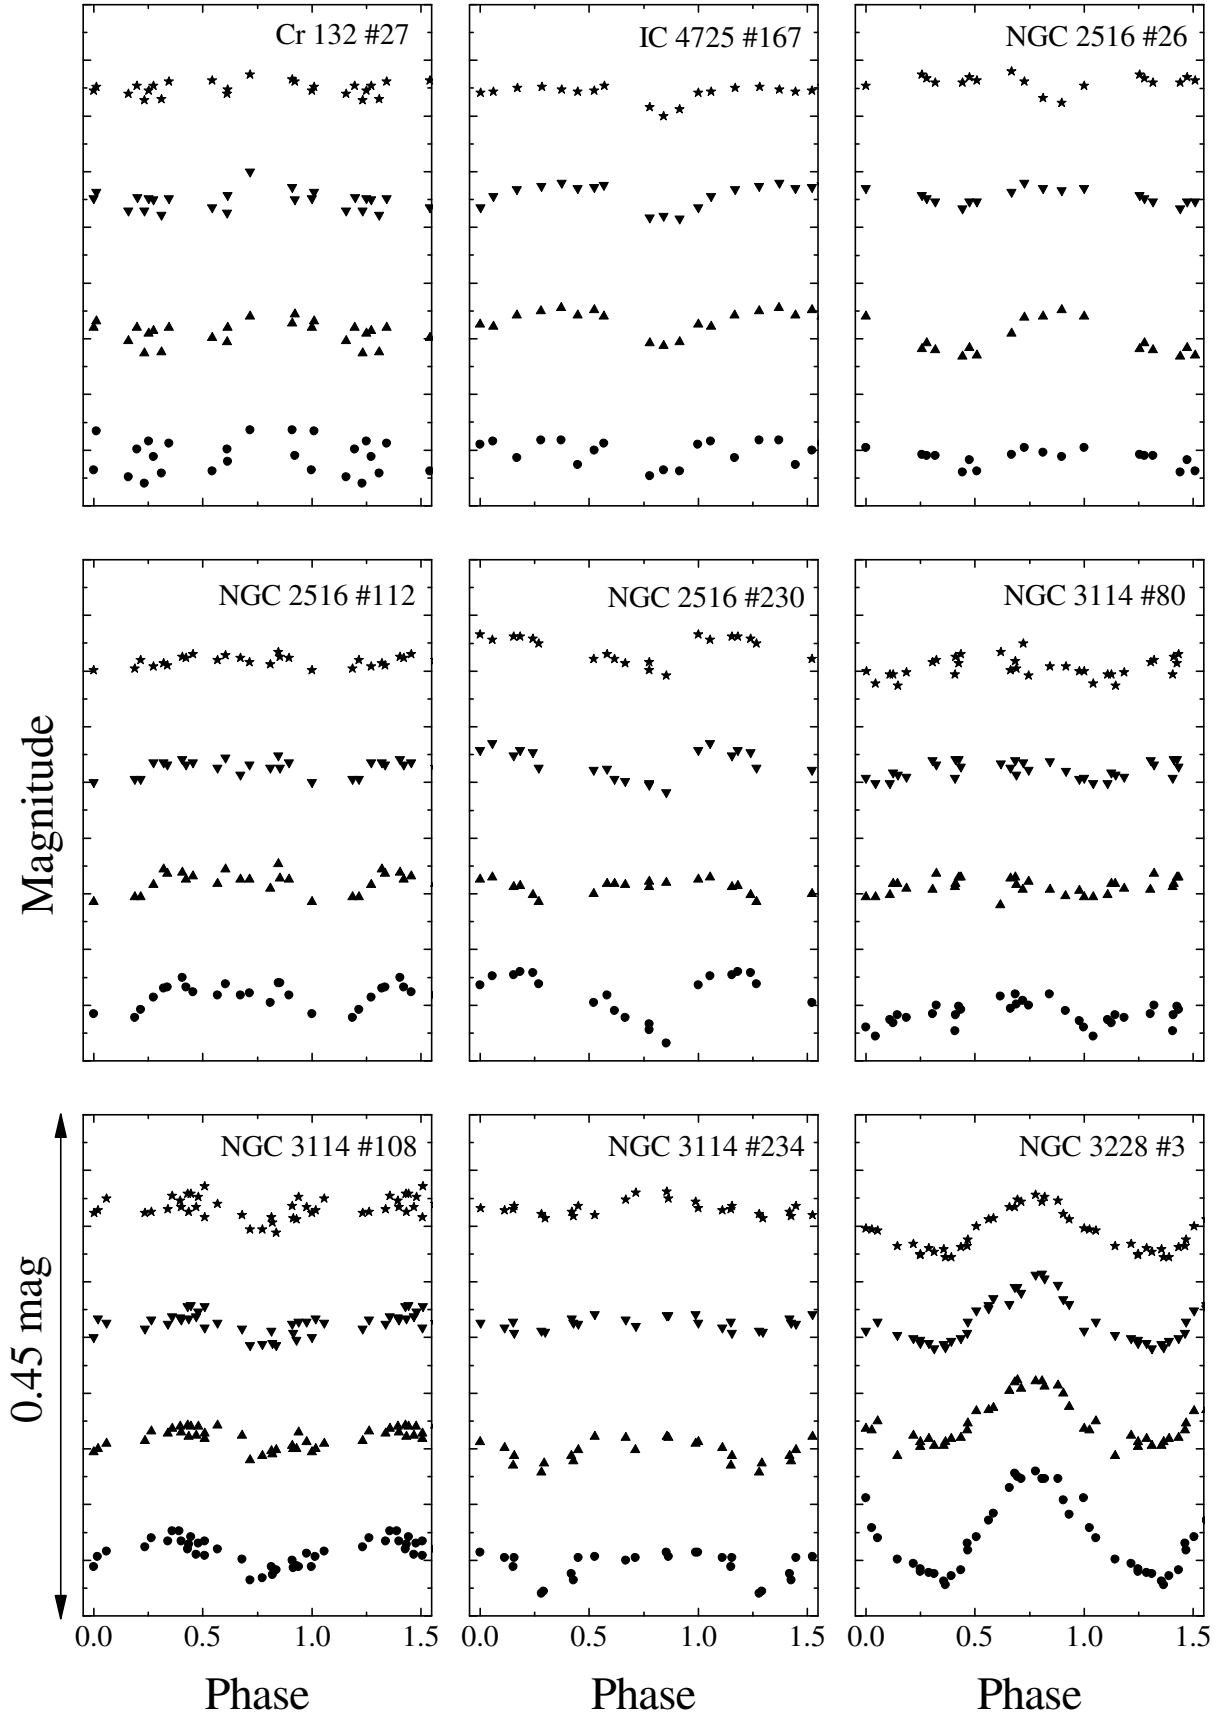 Cr 132 #27
IC 4725 #167
NGC 2516 #26
NGC 2516 #112
NGC 2516 #230
NGC 3114 #80
NGC 3114 #108
NGC 3114 #234
NGC 3228 #3
Magnitude
0.45 mag
0.0 0.5 1.0 1.5
0.0 0.5 1.0 1.5
0.0 0.5 1.0 1.5
Phase
Phase
Phase